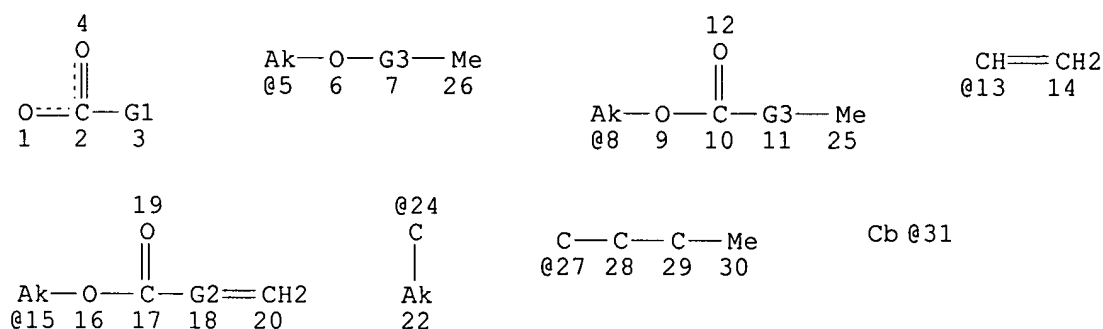 4
O
O C G1
1 2 3
Ak O G3 Me
@5 6 7 26
12
O
Ak O C G3 Me
@8 9 10 11 25
CH CH2
@13 14
19
O
Ak O C G2 CH2
@15 16 17 18 20
@24
C
Ak
22
C C C Me
@27 28 29 30
Cb @31